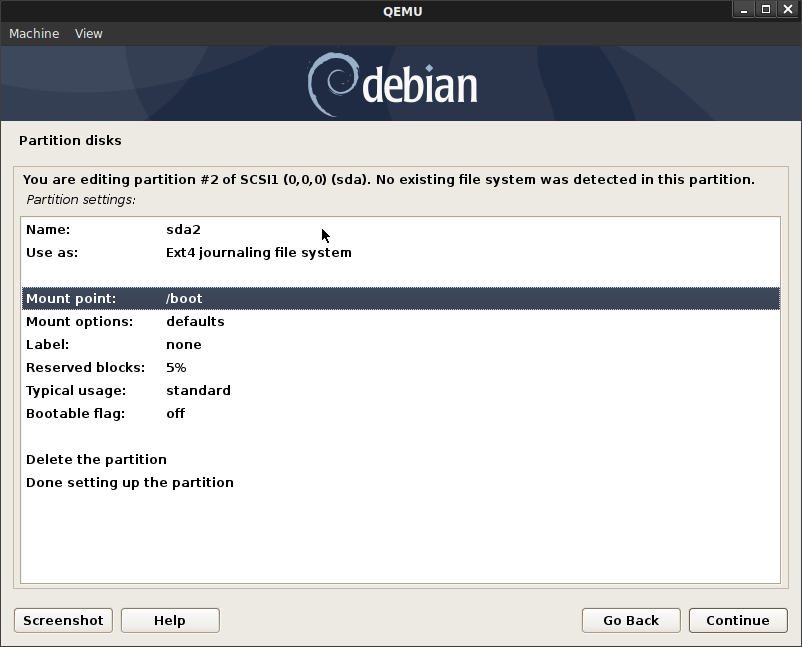 QEMU
Machine View
debian
Partition disks
You are editing partition #2 of SCSI1 (0,0,0) (sda). No existing file system was detected in this partition.
Partition settings:
Name: sda2
Use as: Ext4 journaling file system
Mount point: /boot
Mount options: defaults
Label: none
Reserved blocks: 5%
Typical usage: standard
Bootable flag: off
Delete the partition
Done setting up the partition
Screenshot Help Go Back Continue